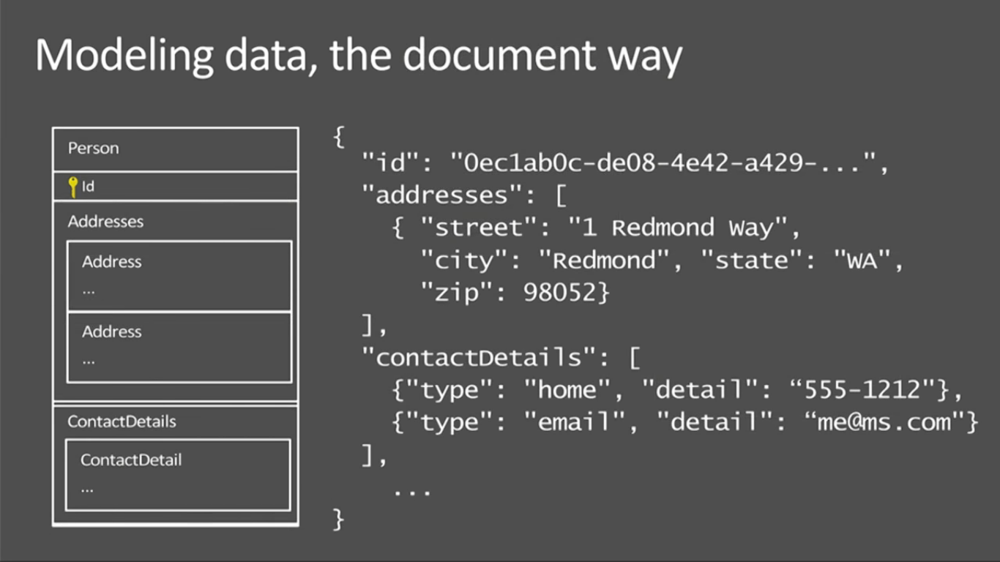 Modeling data, the document way
Person
Id
Addresses
Address
...
Address
...
ContactDetails
ContactDetail
...
{
"id": "0ec1ab0c-de08-4e42-a429-...",
"addresses": [
{ "street": "1 Redmond Way",
"city": "Redmond", "state": "WA",
"zip": 98052}
],
"contactDetails": [
{"type": "home", "detail": “555-1212"},
{"type": "email", "detail": “me@ms.com"}
],
...
}